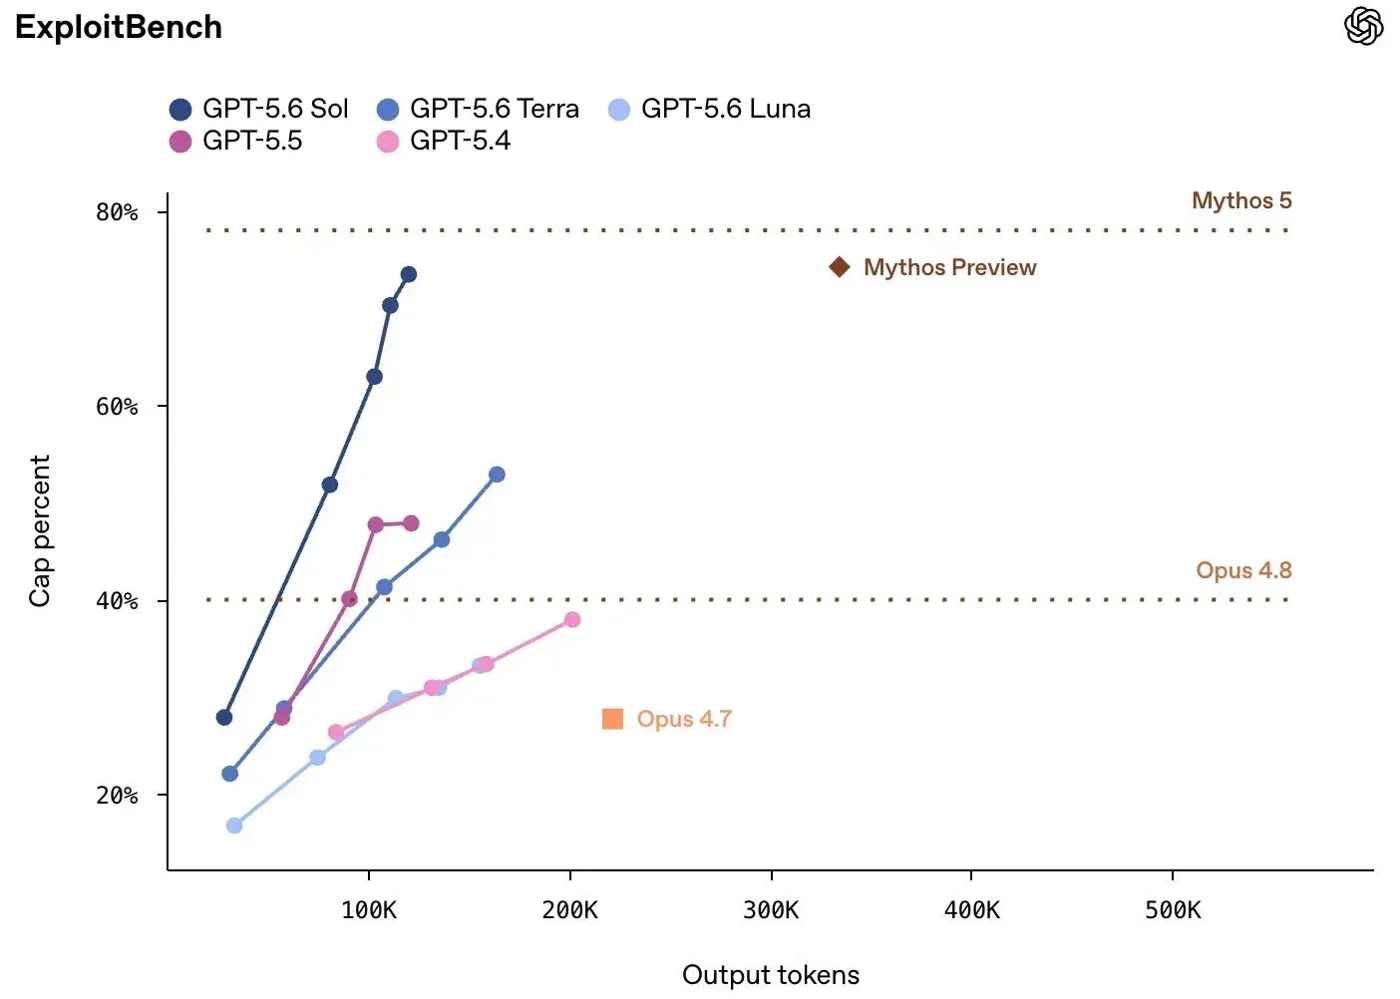 ExploitBench
GPT-5.6 Sol
GPT-5.6 Terra
GPT-5.6 Luna
GPT-5.5
GPT-5.4
80%
60%
40%
20%
Cap percent
Mythos 5
Mythos Preview
Opus 4.8
Opus 4.7
100K
200K
300K
400K
500K
Output tokens